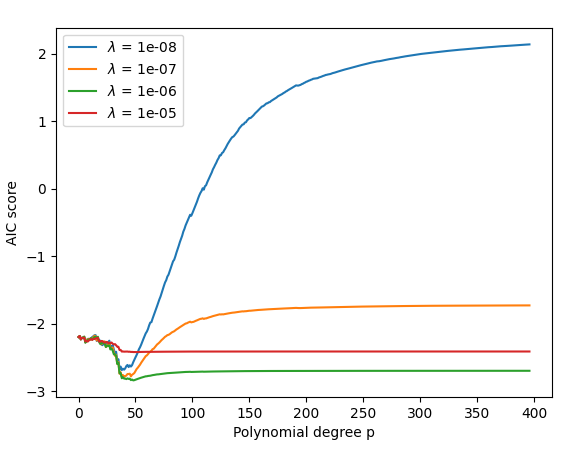 λ = 1e-08
λ = 1e-07
λ = 1e-06
λ = 1e-05
AIC score
2
1
0
−1
−2
−3
0 50 100 150 200 250 300 350 400
Polynomial degree p